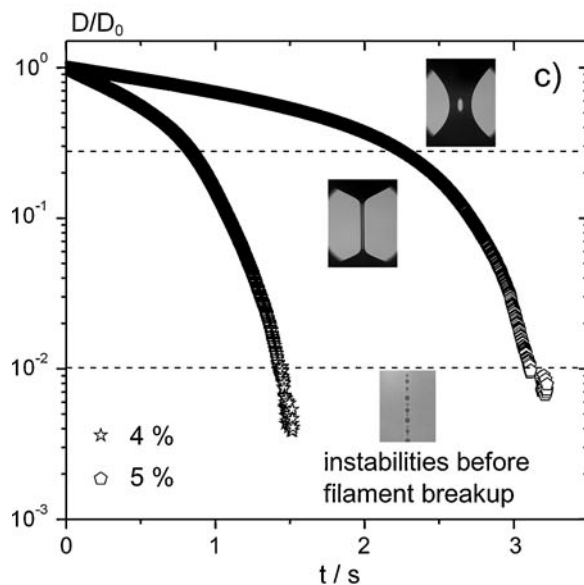 D/D₀
c)
10⁰
10⁻¹
10⁻²
10⁻³
4 %
5 %
instabilities before
filament breakup
0
1
2
3
t / s